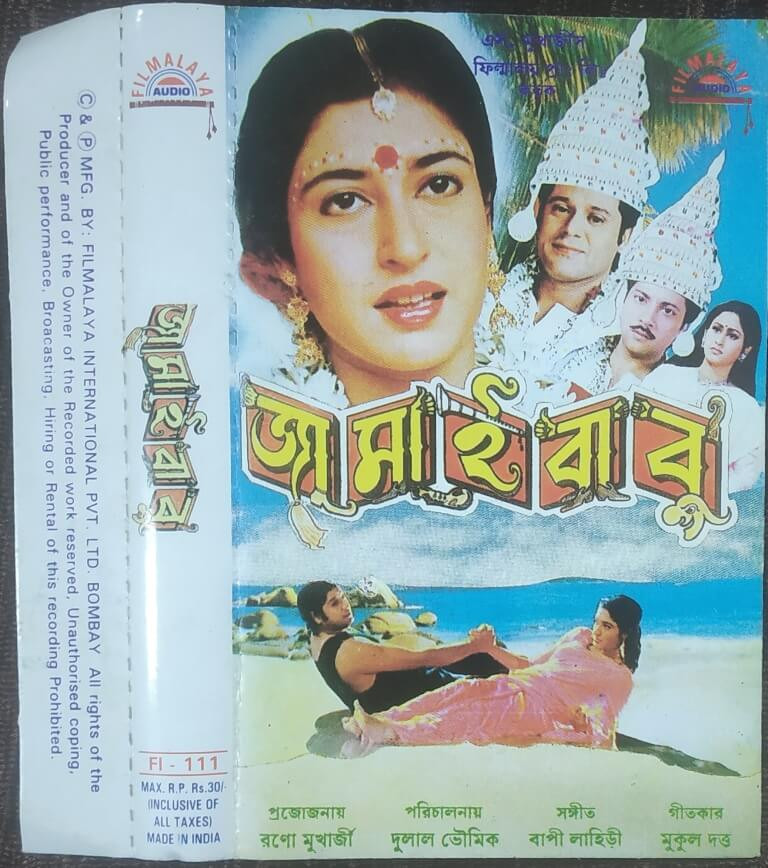 © & Ⓟ MFG. BY: FILMALAYA INTERNATIONAL PVT. LTD. BOMBAY All rights of the
Producer and of the Owner of the Recorded work reserved, Unauthorised coping,
Public performance, Broacasting, Hiring or Rental of this recording Prohibited.
FILMALAYA
AUDIO
জামাইবাবু
FI - 111
MAX. R.P. Rs.30/-
(INCLUSIVE OF
ALL TAXES)
MADE IN INDIA
এস, মুখার্জীস
ফিল্মালয় প্রাঃ লিঃ
FILMALAYA
AUDIO
জামাইবাবু
প্রজোজনায়
রণো মুখার্জী
পরিচালনায়
দুলাল ভৌমিক
সঙ্গীত
বাপী লাহিড়ী
গীতকার
মুকুল দত্ত